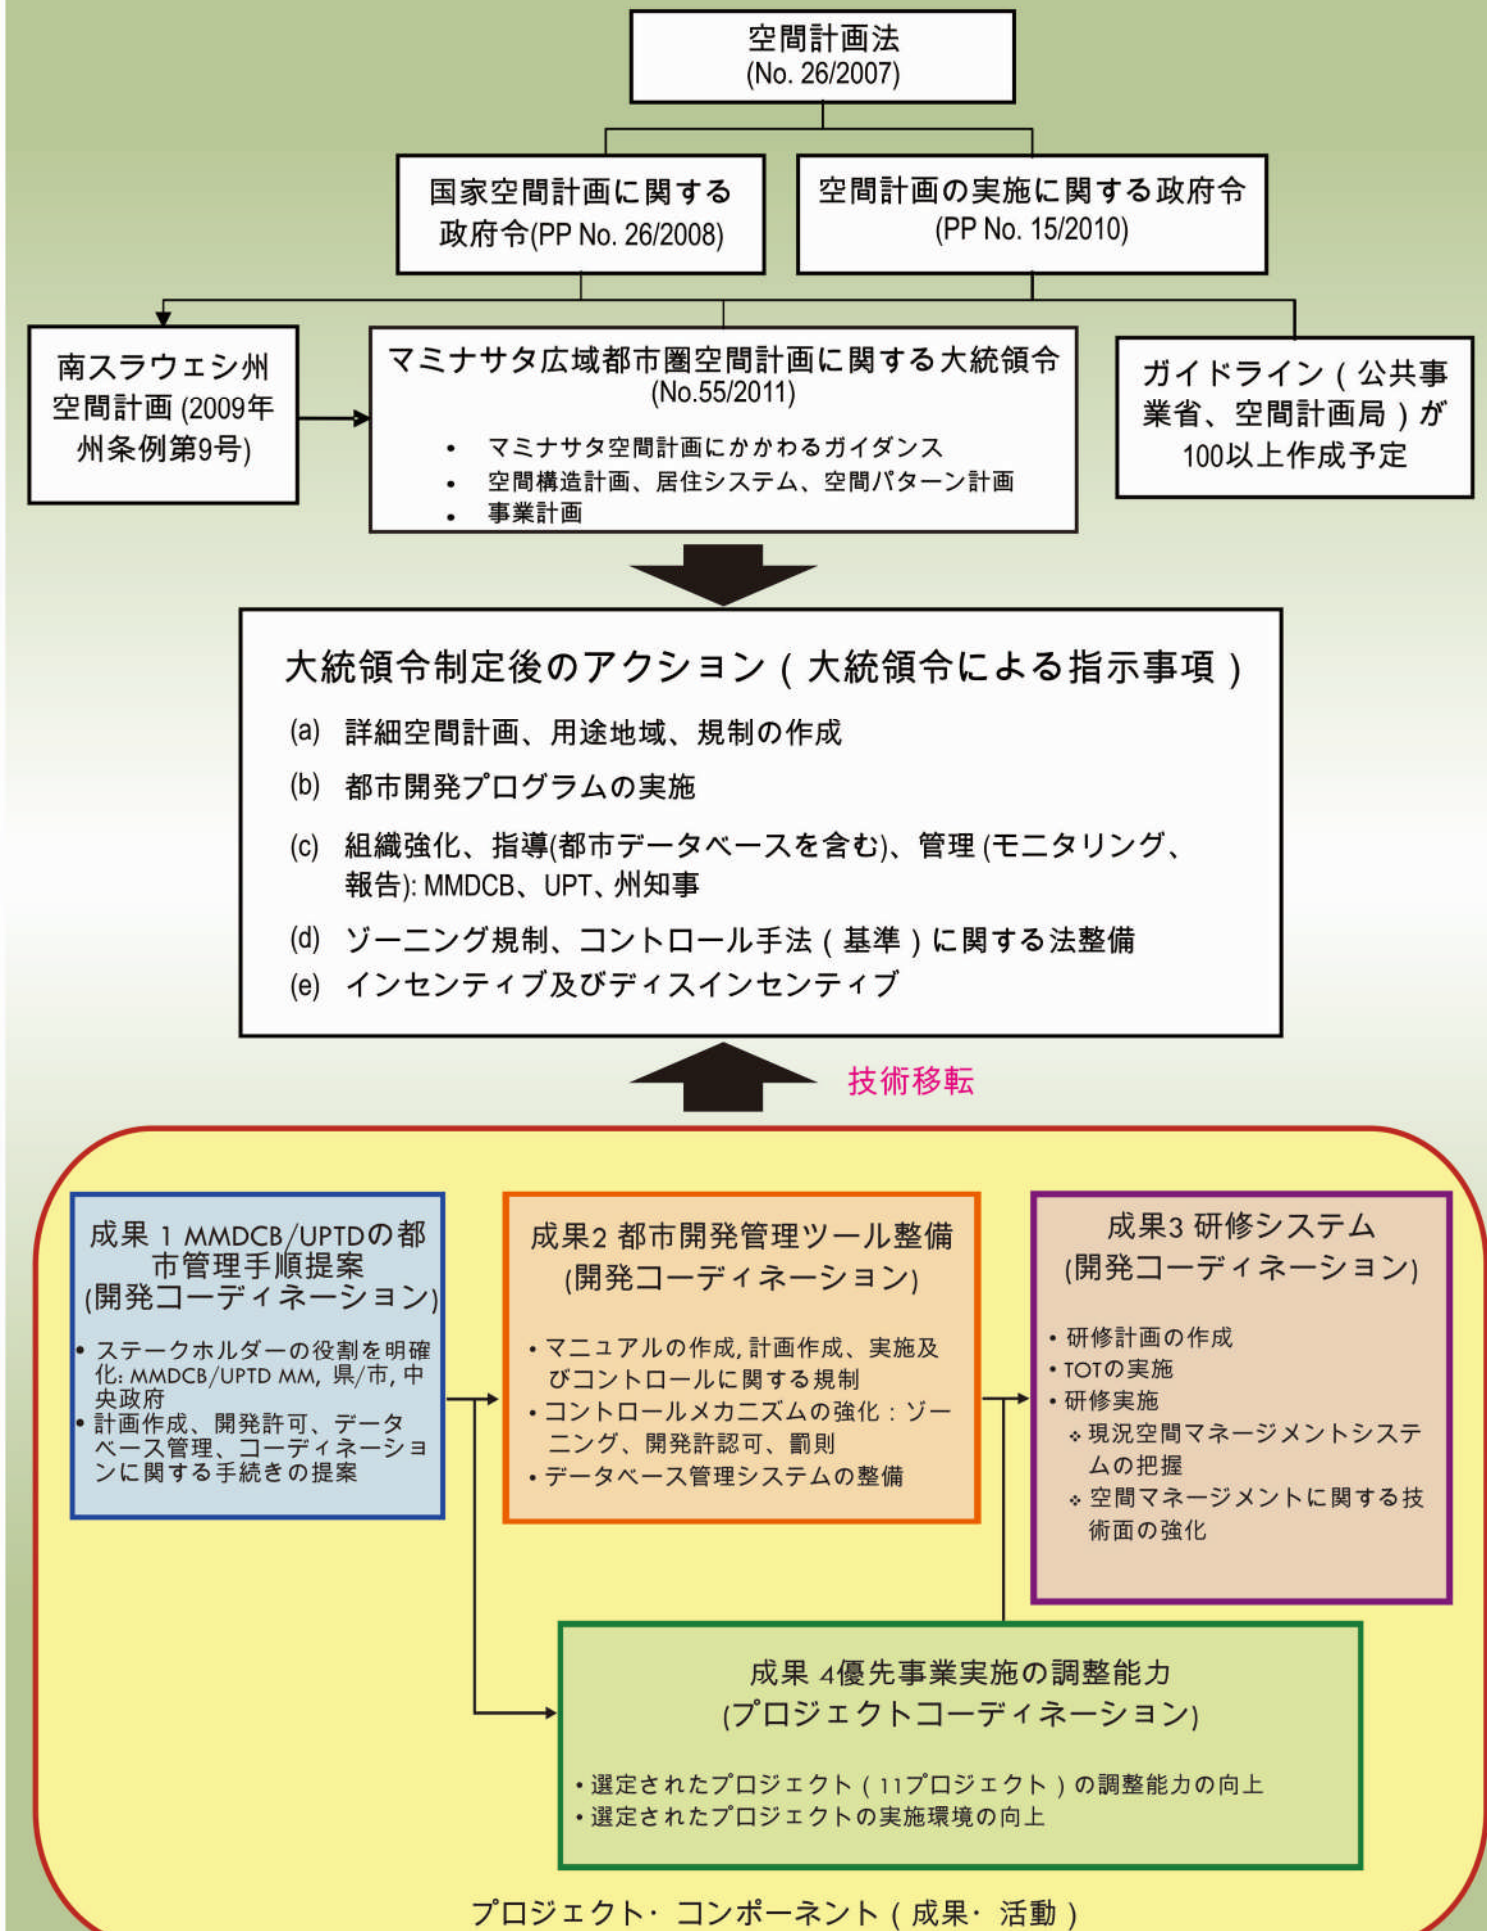 空間計画法
(No. 26/2007)
国家空間計画に関する
政府令(PP No. 26/2008)
空間計画の実施に関する政府令
(PP No. 15/2010)
南スラウェシ州
空間計画 (2009年
州条例第9号)
マミナサタ広域都市圏空間計画に関する大統領令
(No.55/2011)
• マミナサタ空間計画にかかわるガイダンス
• 空間構造計画、居住システム、空間パターン計画
• 事業計画
ガイドライン ( 公共事
業省、空間計画局 ) が
100以上作成予定
大統領令制定後のアクション ( 大統領令による指示事項 )
(a) 詳細空間計画、用途地域、規制の作成
(b) 都市開発プログラムの実施
(c) 組織強化、指導(都市データベースを含む)、管理 (モニタリング、
報告): MMDCB、UPT、州知事
(d) ゾーニング規制、コントロール手法 ( 基準 ) に関する法整備
(e) インセンティブ及びディスインセンティブ
技術移転
成果 1 MMDCB/UPTDの都
市管理手順提案
(開発コーディネーション)
• ステークホルダーの役割を明確
化: MMDCB/UPTD MM, 県/市, 中
央政府
• 計画作成、開発許可、データ
ベース管理、コーディネーショ
ンに関する手続きの提案
成果2 都市開発管理ツール整備
(開発コーディネーション)
• マニュアルの作成, 計画作成、実施及
びコントロールに関する規制
• コントロールメカニズムの強化 : ゾー
ニング、開発許認可、罰則
• データベース管理システムの整備
成果3 研修システム
(開発コーディネーション)
• 研修計画の作成
• TOTの実施
• 研修実施
❖ 現況空間マネージメントシステ
ムの把握
❖ 空間マネージメントに関する技
術面の強化
成果 4優先事業実施の調整能力
(プロジェクトコーディネーション)
• 選定されたプロジェクト ( 11プロジェクト ) の調整能力の向上
• 選定されたプロジェクトの実施環境の向上
プロジェクト・ コンポーネント ( 成果・ 活動 )